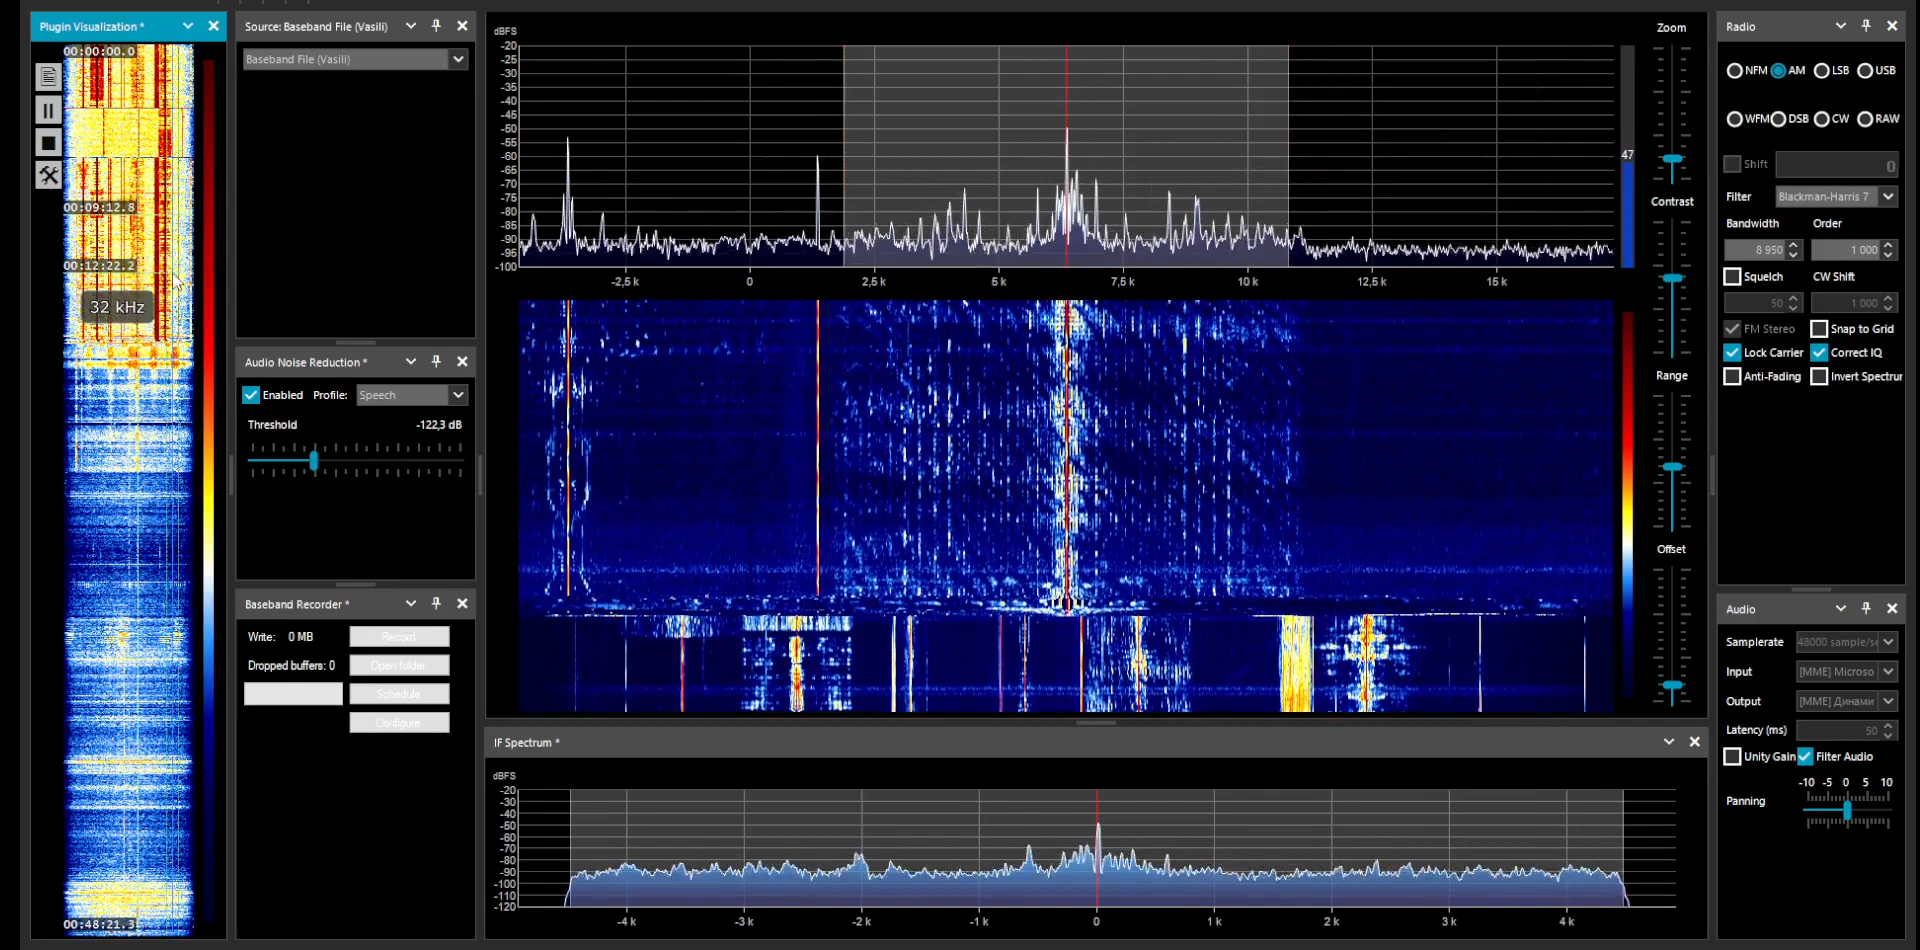 Plugin Visualization *
00:00:00.0
00:09:12.8
00:12:22.2
32 kHz
00:48:21.3
Source: Baseband File (Vasili)
Baseband File (Vasili)
Audio Noise Reduction *
Enabled Profile: Speech
Threshold -122,3 dB
Baseband Recorder *
Write: 0 MB Record
Dropped buffers: 0 Open folder
Schedule
Configure
dBFS
-20
-25
-30
-35
-40
-45
-50
-55
-60
-65
-70
-75
-80
-85
-90
-95
-100
-2,5 k 0 2,5 k 5 k 7,5 k 10 k 12,5 k 15 k
47
Zoom
Contrast
Range
Offset
IF Spectrum *
dBFS
-20
-30
-40
-50
-60
-70
-80
-90
-100
-110
-120
-4 k -3 k -2 k -1 k 0 1 k 2 k 3 k 4 k
Radio
NFM AM LSB USB
WFM DSB CW RAW
Shift 0
Filter Blackman-Harris 7
Bandwidth Order
8 950 1 000
Squelch CW Shift
50 1 000
FM Stereo Snap to Grid
Lock Carrier Correct IQ
Anti-Fading Invert Spectrur
Audio
Samplerate 48000 sample/se
Input [MME] Microso
Output [MME] Динами
Latency (ms) 50
Unity Gain Filter Audio
-10 -5 0 5 10
Panning